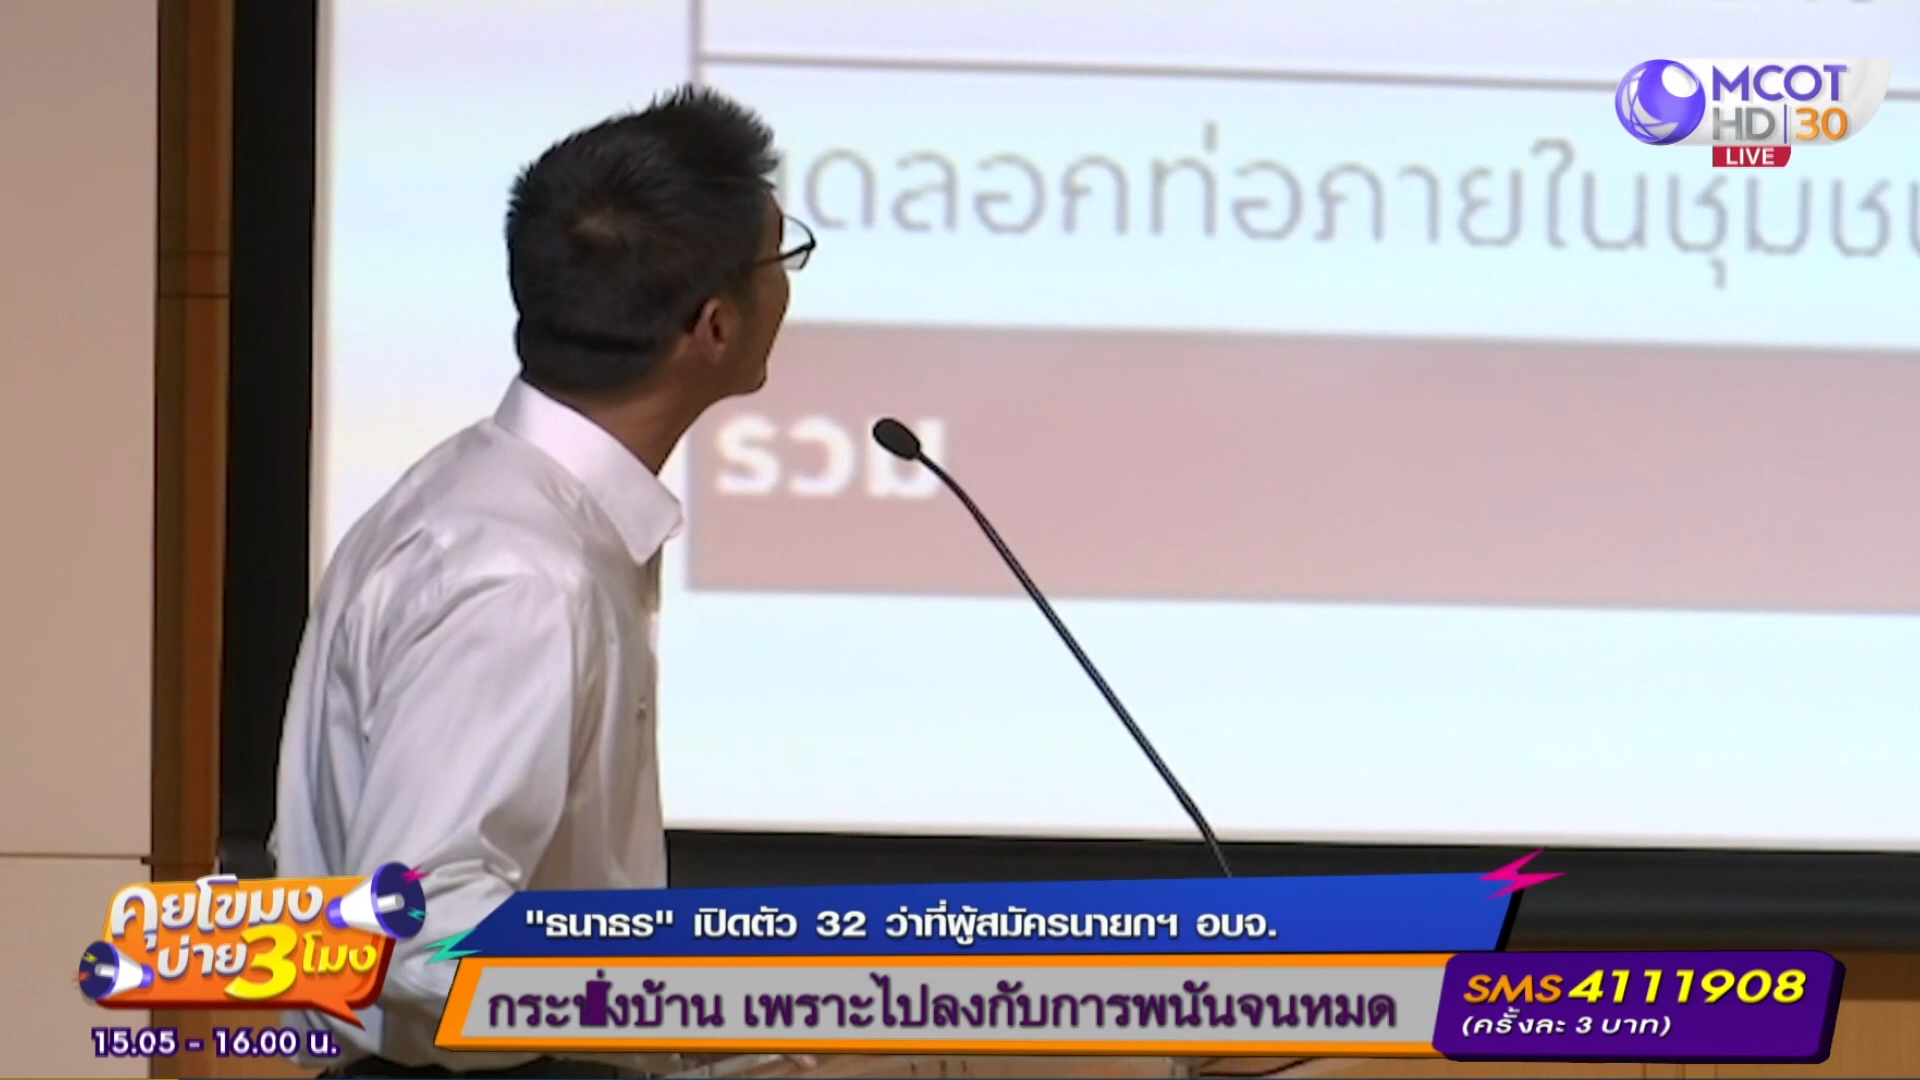 MCOT
HD 30
LIVE
ลอกท่อภายในชุมช
รวม
คุยโขมง
บ่าย 3 โมง
15.05 - 16.00 น.
"ธนาธร" เปิดตัว 32 ว่าที่ผู้สมัครนายกฯ อบจ.
บ้าน เพราะไปลงกับการพนันจนหมด
SMS 4111908
(ครั้งละ 3 บาท)